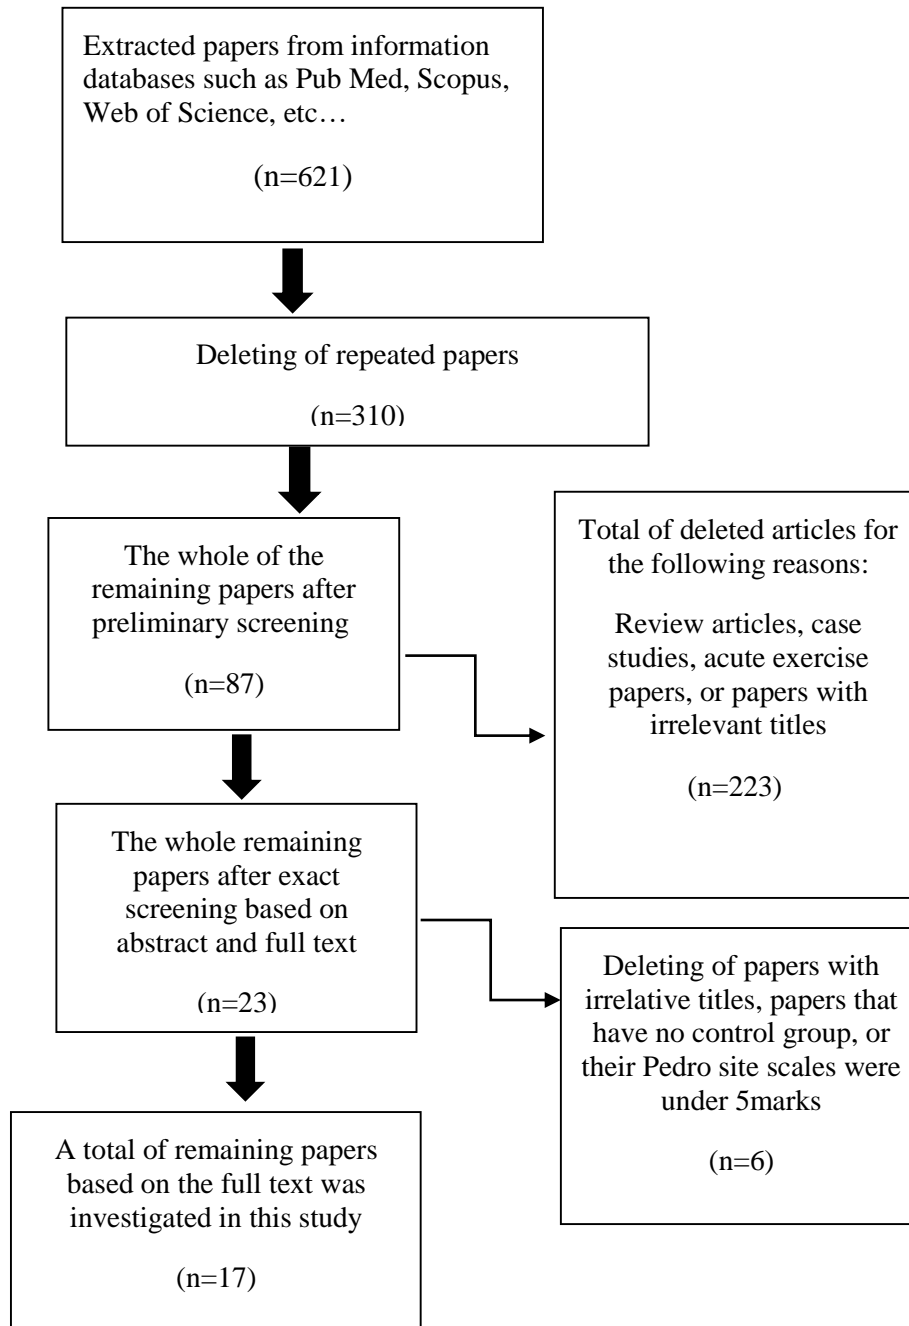 Extracted papers from information
databases such as Pub Med, Scopus,
Web of Science, etc…
(n=621)
Deleting of repeated papers
(n=310)
The whole of the
remaining papers after
preliminary screening
(n=87)
Total of deleted articles for
the following reasons:
Review articles, case
studies, acute exercise
papers, or papers with
irrelevant titles
(n=223)
The whole remaining
papers after exact
screening based on
abstract and full text
(n=23)
Deleting of papers with
irrelative titles, papers that
have no control group, or
their Pedro site scales were
under 5marks
(n=6)
A total of remaining papers
based on the full text was
investigated in this study
(n=17)